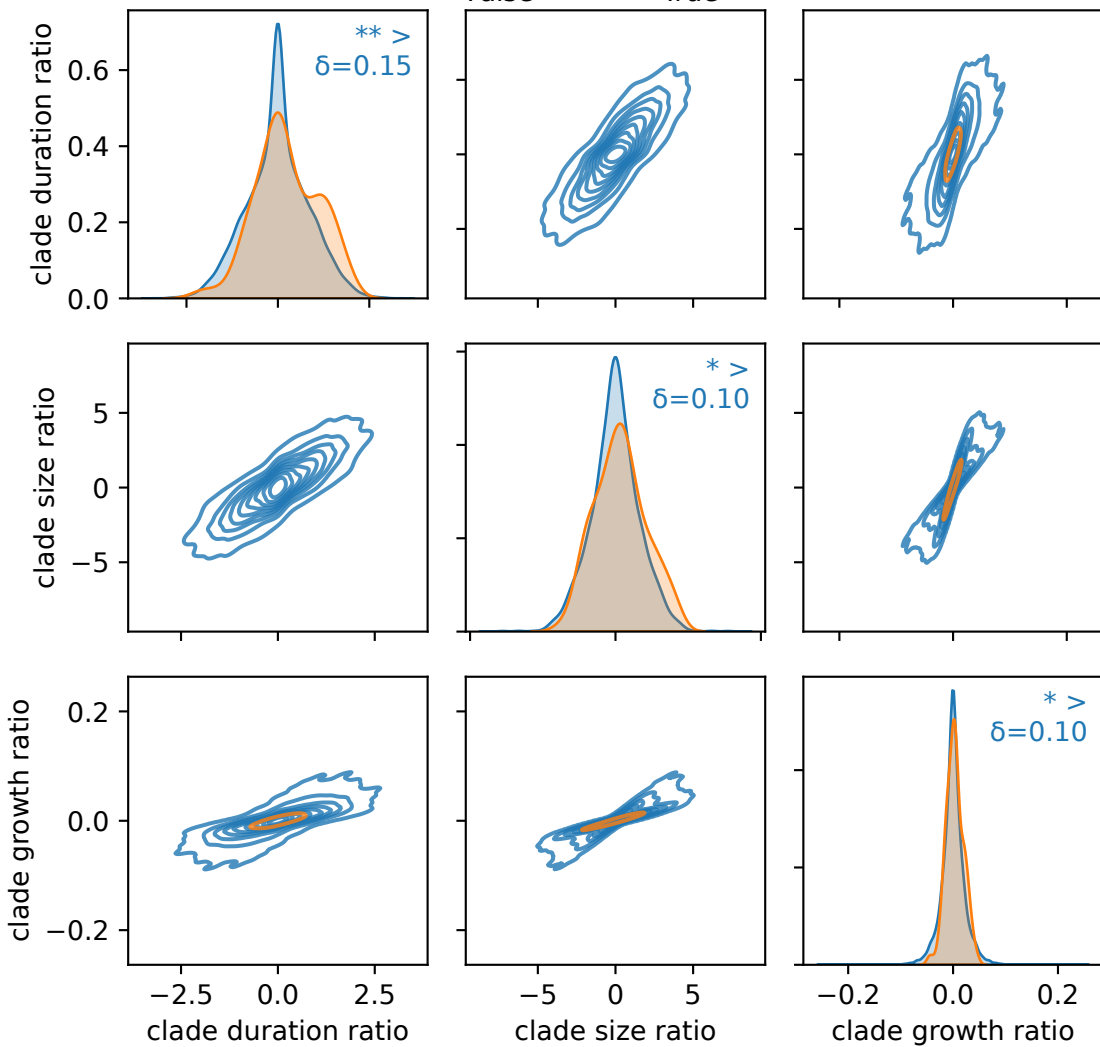 ** >
δ=0.15
clade duration ratio
0.6
0.4
0.2
0.0
* >
δ=0.10
clade size ratio
5
0
−5
* >
δ=0.10
clade growth ratio
0.2
0.0
−0.2
−2.5 0.0 2.5
−5 0 5
−0.2 0.0 0.2
clade duration ratio
clade size ratio
clade growth ratio